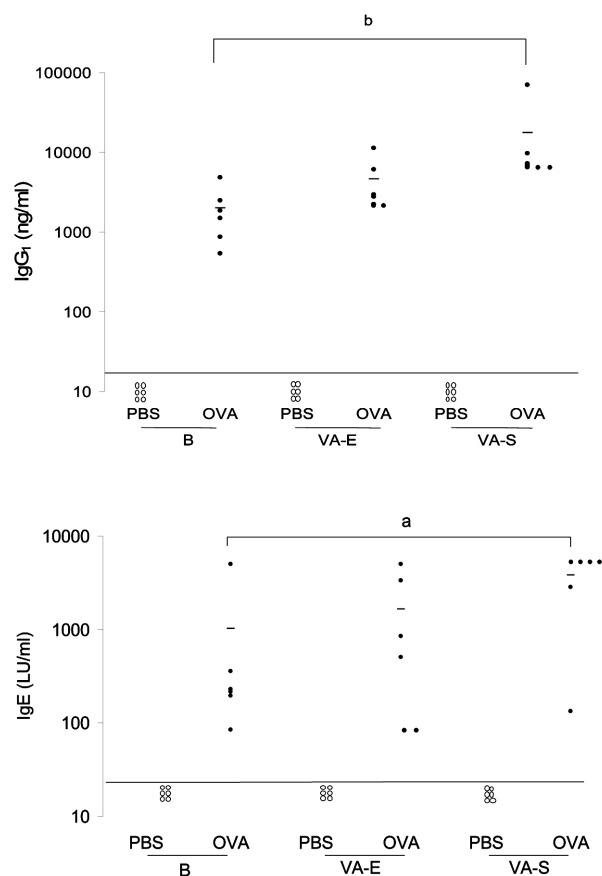 b
100000
10000
1000
100
10
IgG1 (ng/ml)
PBS OVA PBS OVA PBS OVA
B VA-E VA-S
a
10000
1000
100
10
IgE (LU/ml)
PBS OVA PBS OVA PBS OVA
B VA-E VA-S